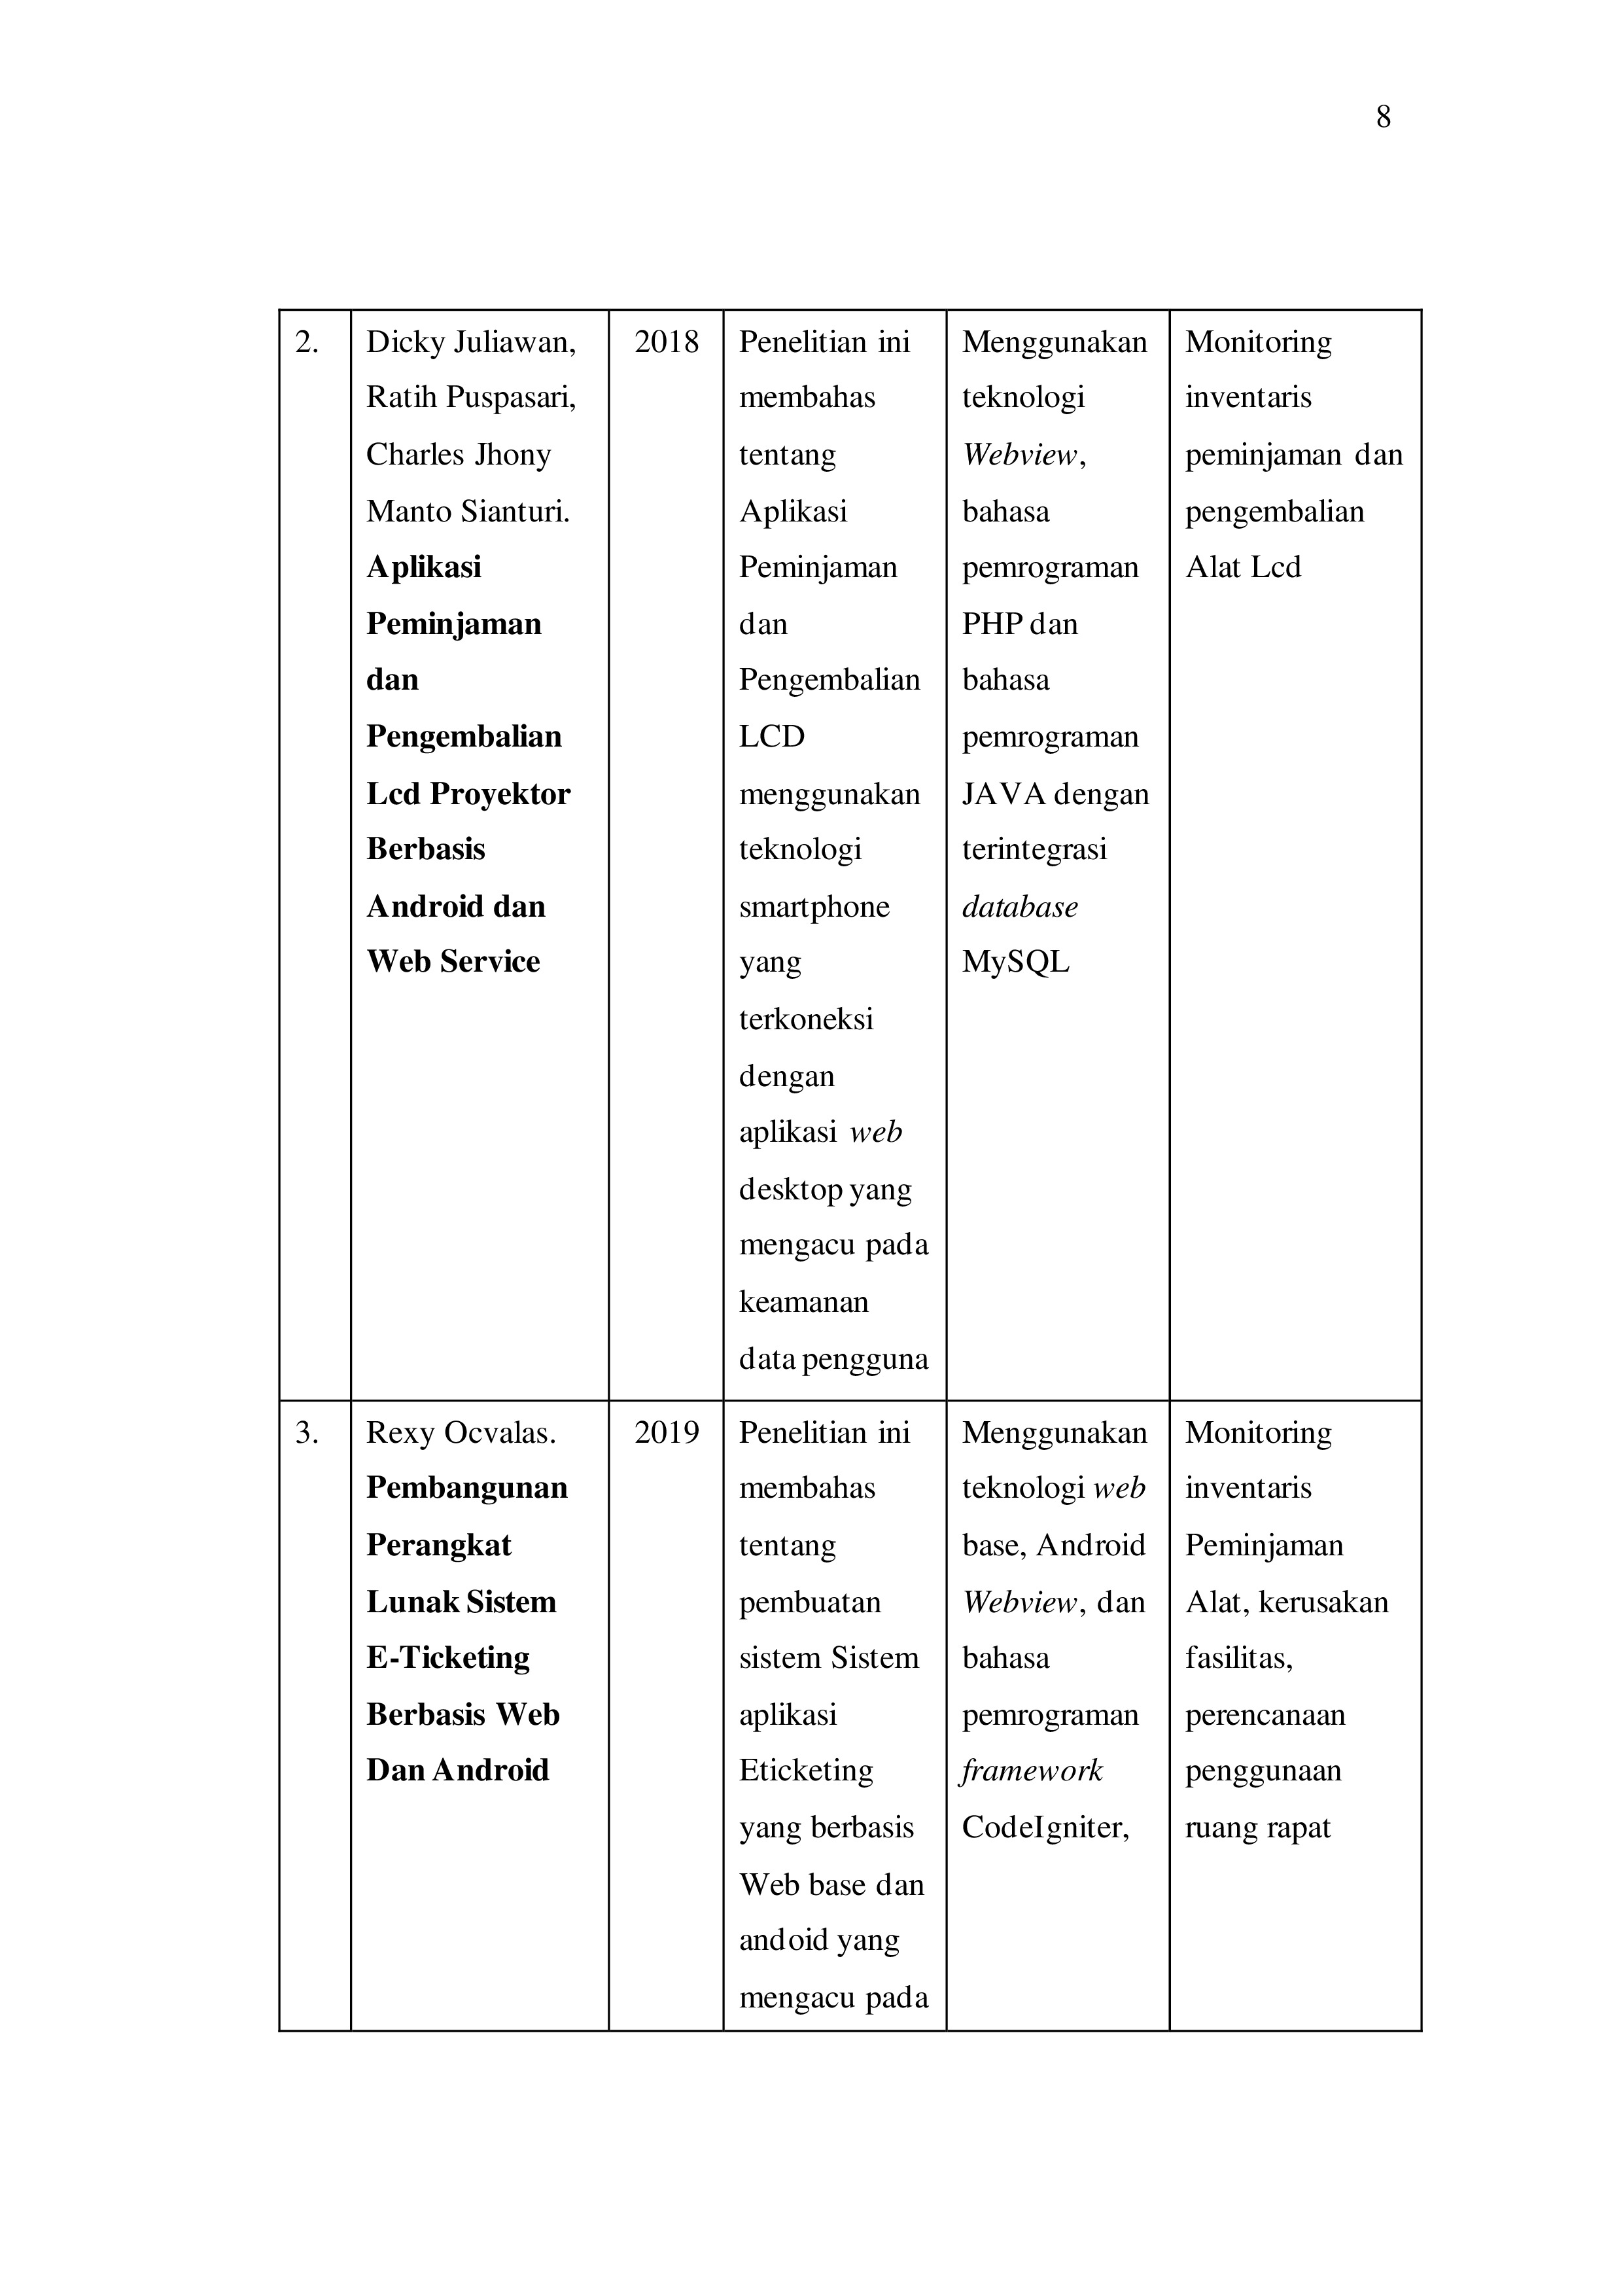 8
2.
Dicky Juliawan,
Ratih Puspasari,
Charles Jhony
Manto Sianturi.
Aplikasi
Peminjaman
dan
Pengembalian
Lcd Proyektor
Berbasis
Android dan
Web Service
2018
Penelitian ini
membahas
tentang
Aplikasi
Peminjaman
dan
Pengembalian
LCD
menggunakan
teknologi
smartphone
yang
terkoneksi
dengan
aplikasi web
desktop yang
mengacu pada
keamanan
data pengguna
Menggunakan
teknologi
Webview,
bahasa
pemrograman
PHP dan
bahasa
pemrograman
JAVA dengan
terintegrasi
database
MySQL
Monitoring
inventaris
peminjaman dan
pengembalian
Alat Lcd
3.
Rexy Ocvalas.
Pembangunan
Perangkat
Lunak Sistem
E-Ticketing
Berbasis Web
Dan Android
2019
Penelitian ini
membahas
tentang
pembuatan
sistem Sistem
aplikasi
Eticketing
yang berbasis
Web base dan
andoid yang
mengacu pada
Menggunakan
teknologi web
base, Android
Webview, dan
bahasa
pemrograman
framework
CodeIgniter,
Monitoring
inventaris
Peminjaman
Alat, kerusakan
fasilitas,
perencanaan
penggunaan
ruang rapat